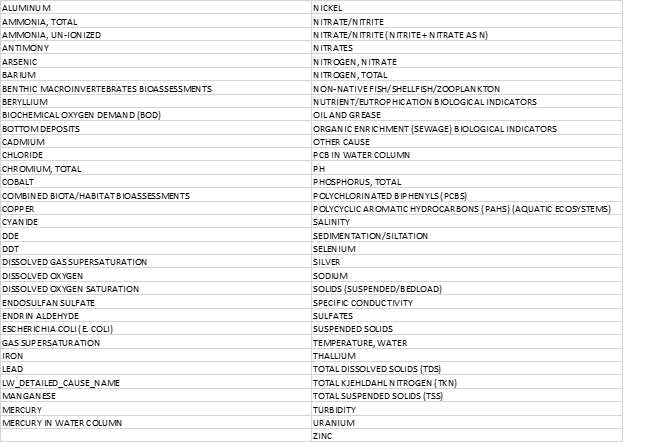 ALUMINUM
AMMONIA, TOTAL
AMMONIA, UN-IONIZED
ANTIMONY
ARSENIC
BARIUM
BENTHIC MACROINVERTEBRATES BIOASSESSMENTS
BERYLLIUM
BIOCHEMICAL OXYGEN DEMAND (BOD)
BOTTOM DEPOSITS
CADMIUM
CHLORIDE
CHROMIUM, TOTAL
COBALT
COMBINED BIOTA/HABITAT BIOASSESSMENTS
COPPER
CYANIDE
DDE
DDT
DISSOLVED GAS SUPERSATURATION
DISSOLVED OXYGEN
DISSOLVED OXYGEN SATURATION
ENDOSULFAN SULFATE
ENDRIN ALDEHYDE
ESCHERICHIA COLI (E. COLI)
GAS SUPERSATURATION
IRON
LEAD
LW_DETAILED_CAUSE_NAME
MANGANESE
MERCURY
MERCURY IN WATER COLUMN
NICKEL
NITRATE/NITRITE
NITRATE/NITRITE (NITRITE + NITRATE AS N)
NITRATES
NITROGEN, NITRATE
NITROGEN, TOTAL
NON-NATIVE FISH/SHELLFISH/ZOOPLANKTON
NUTRIENT/EUTROPHICATION BIOLOGICAL INDICATORS
OIL AND GREASE
ORGANIC ENRICHMENT (SEWAGE) BIOLOGICAL INDICATORS
OTHER CAUSE
PCB IN WATER COLUMN
PH
PHOSPHORUS, TOTAL
POLYCHLORINATED BIPHENYLS (PCBS)
POLYCYCLIC AROMATIC HYDROCARBONS (PAHS) (AQUATIC ECOSYSTEMS)
SALINITY
SEDIMENTATION/SILTATION
SELENIUM
SILVER
SODIUM
SOLIDS (SUSPENDED/BEDLOAD)
SPECIFIC CONDUCTIVITY
SULFATES
SUSPENDED SOLIDS
TEMPERATURE, WATER
THALLIUM
TOTAL DISSOLVED SOLIDS (TDS)
TOTAL KJEHLDAHL NITROGEN (TKN)
TOTAL SUSPENDED SOLIDS (TSS)
TURBIDITY
URANIUM
ZINC